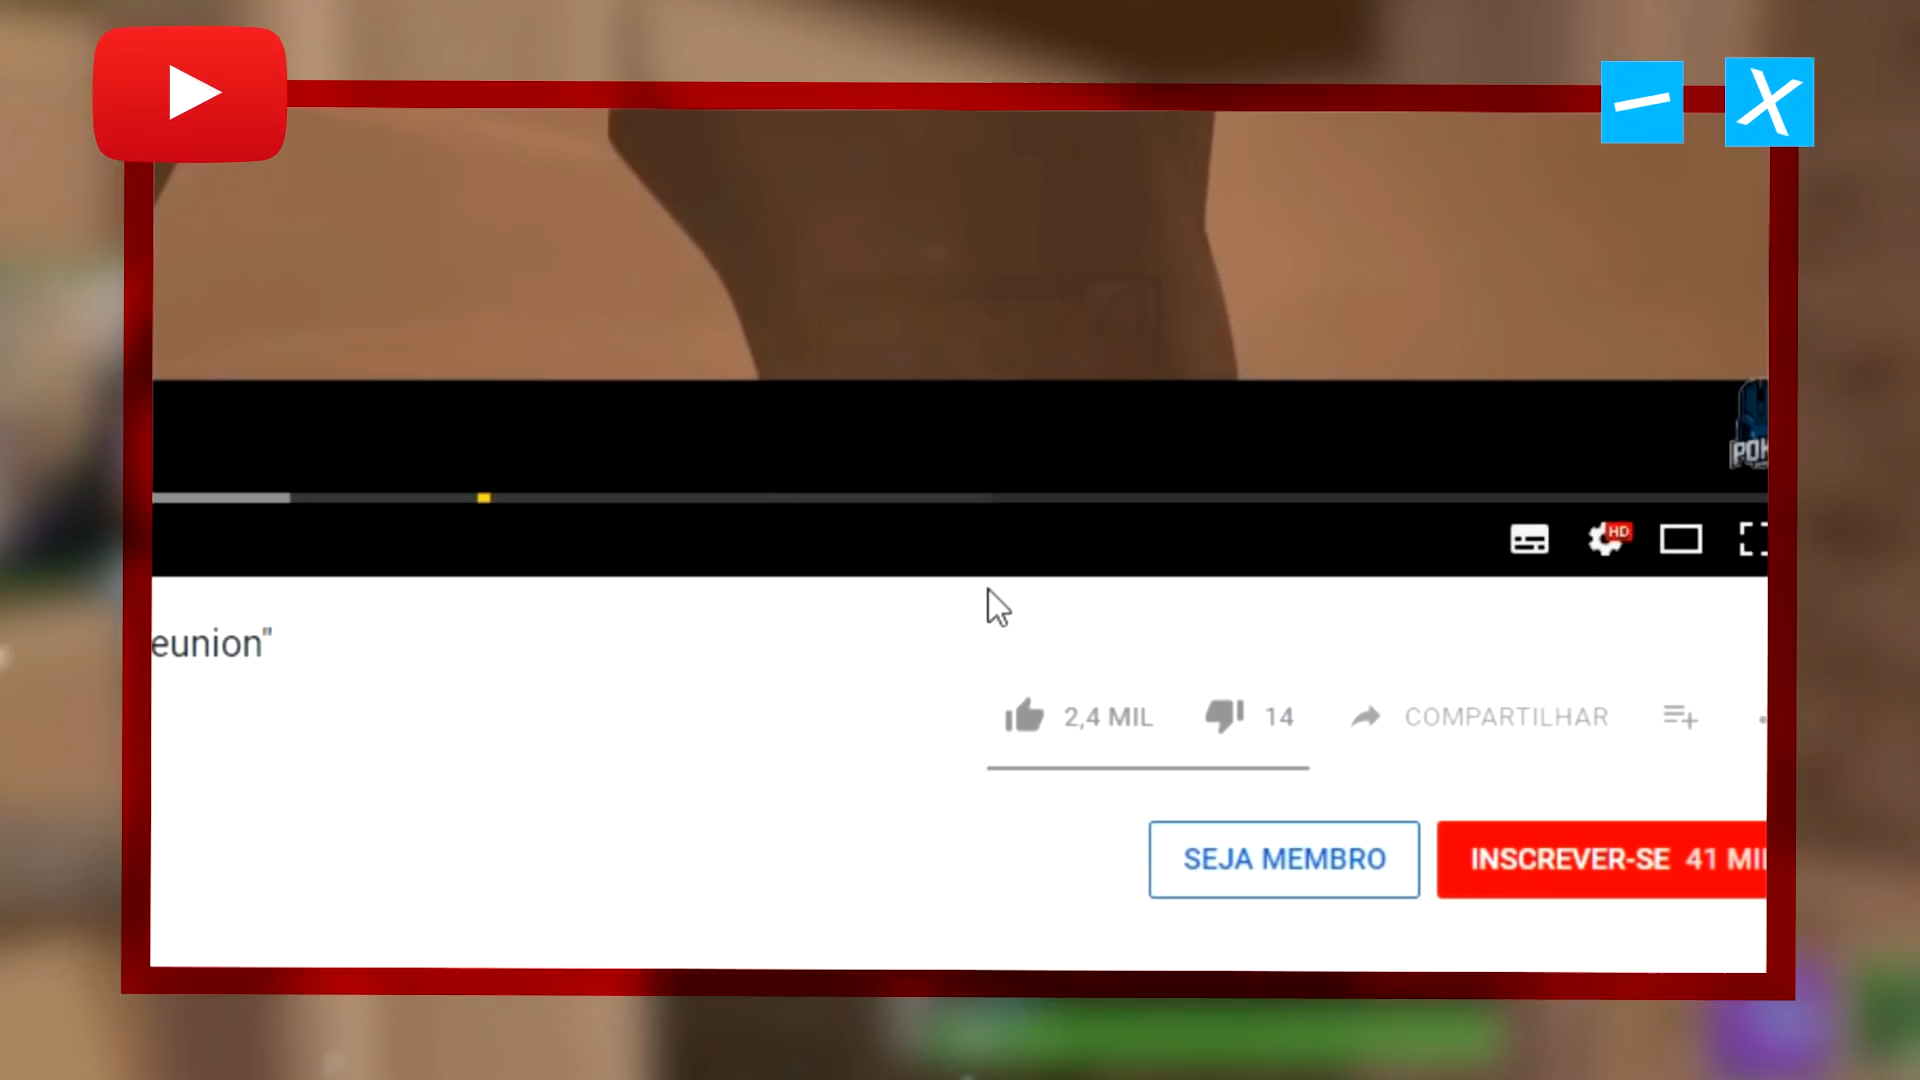 HD
eunion"
2,4 MIL 14 COMPARTILHAR
SEJA MEMBRO INSCREVER-SE 41 MI